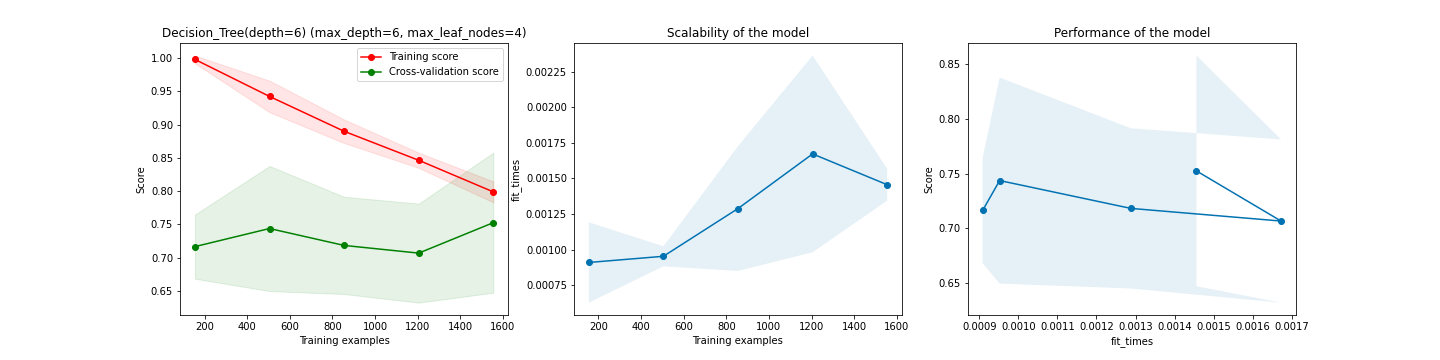 Decision_Tree(depth=6) (max_depth=6, max_leaf_nodes=4)
Training score
Cross-validation score
1.00
0.95
0.90
0.85
0.80
0.75
0.70
0.65
Score
200 400 600 800 1000 1200 1400 1600
Training examples
Scalability of the model
0.00225
0.00200
0.00175
0.00150
0.00125
0.00100
0.00075
fit_times
200 400 600 800 1000 1200 1400 1600
Training examples
Performance of the model
0.85
0.80
0.75
0.70
0.65
Score
0.0009 0.0010 0.0011 0.0012 0.0013 0.0014 0.0015 0.0016 0.0017
fit_times